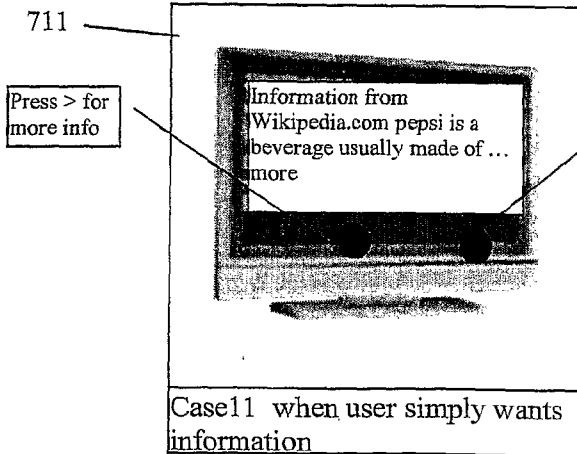 711
Press > for
more info
Information from
Wikipedia.com pepsi is a
beverage usually made of ...
more
Case11 when user simply wants
information